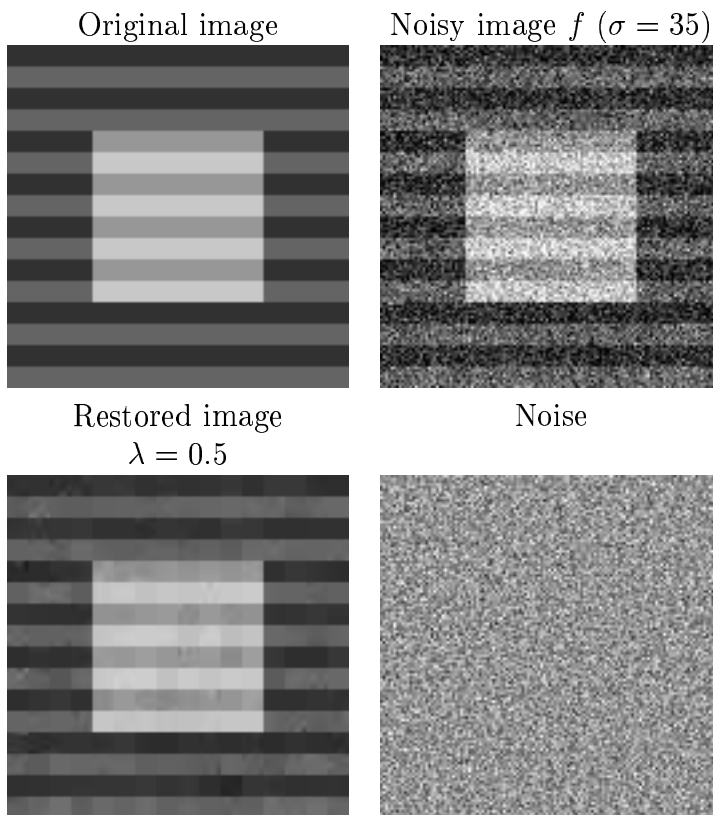 Original image
Noisy image f (σ = 35)
Restored image
λ = 0.5
Noise